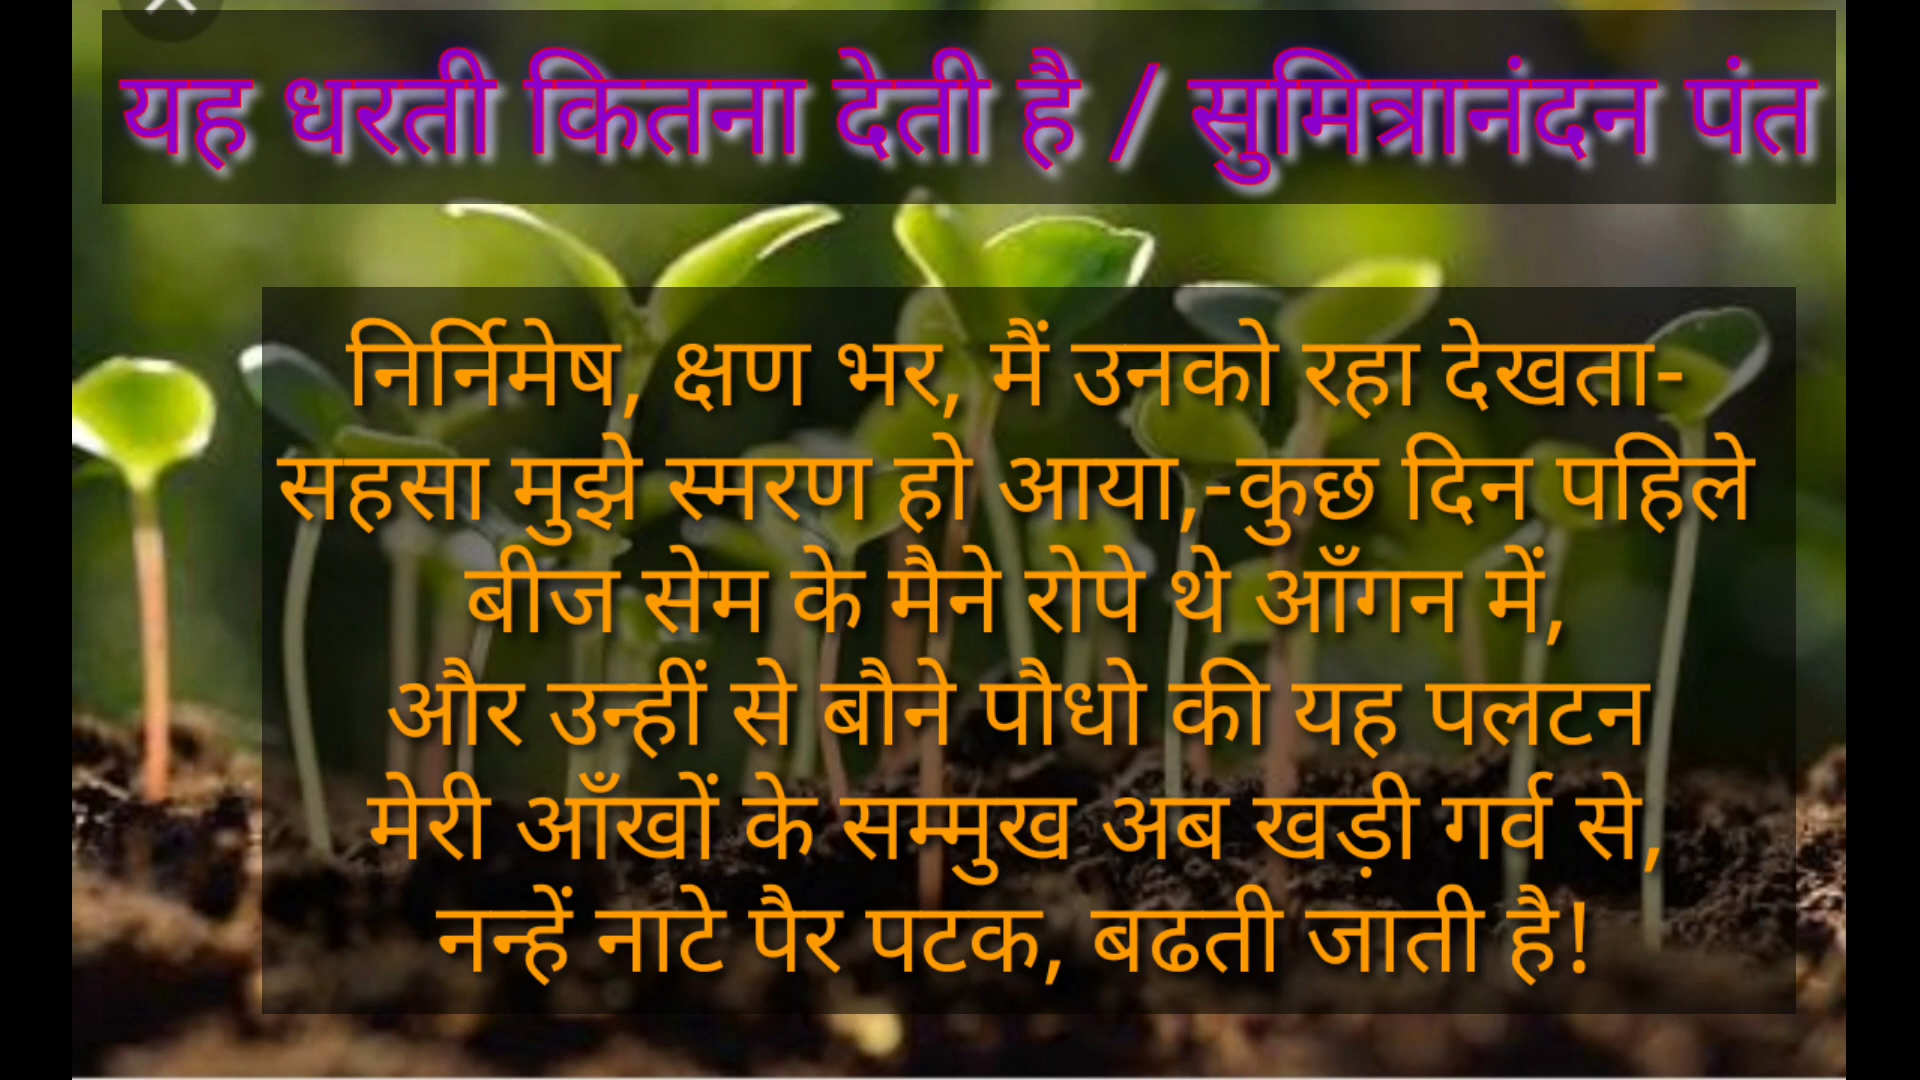 यह धरती कितना देती है / सुमित्रानंदन पंत
निर्निमेष, क्षण भर, मैं उनको रहा देखता-
सहसा मुझे स्मरण हो आया,-कुछ दिन पहिले
बीज सेम के मैने रोपे थे आँगन में,
और उन्हीं से बौने पौधो की यह पलटन
मेरी आँखों के सम्मुख अब खड़ी गर्व से,
नन्हें नाटे पैर पटक, बढती जाती है!